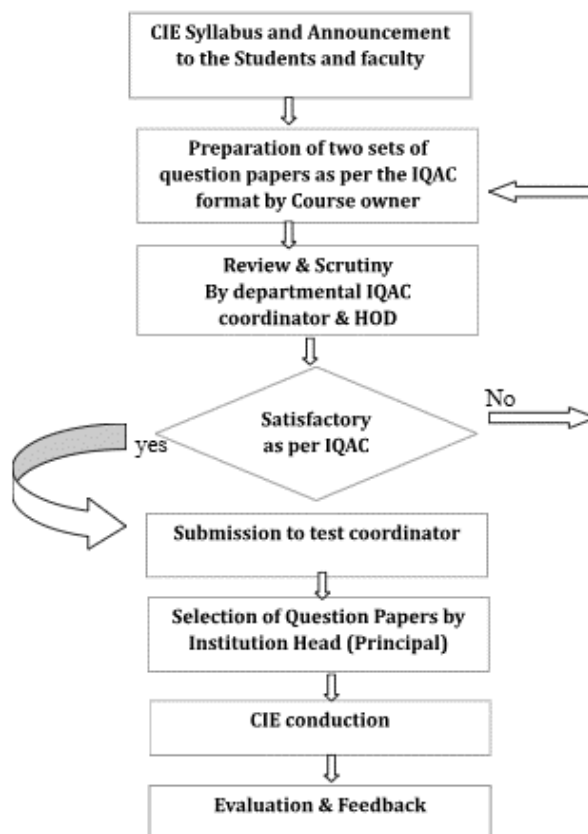 CIE Syllabus and Announcement
to the Students and faculty
Preparation of two sets of
question papers as per the IQAC
format by Course owner
Review & Scrutiny
By departmental IQAC
coordinator & HOD
No
Satisfactory
as per IQAC
yes
Submission to test coordinator
Selection of Question Papers by
Institution Head (Principal)
CIE conduction
Evaluation & Feedback